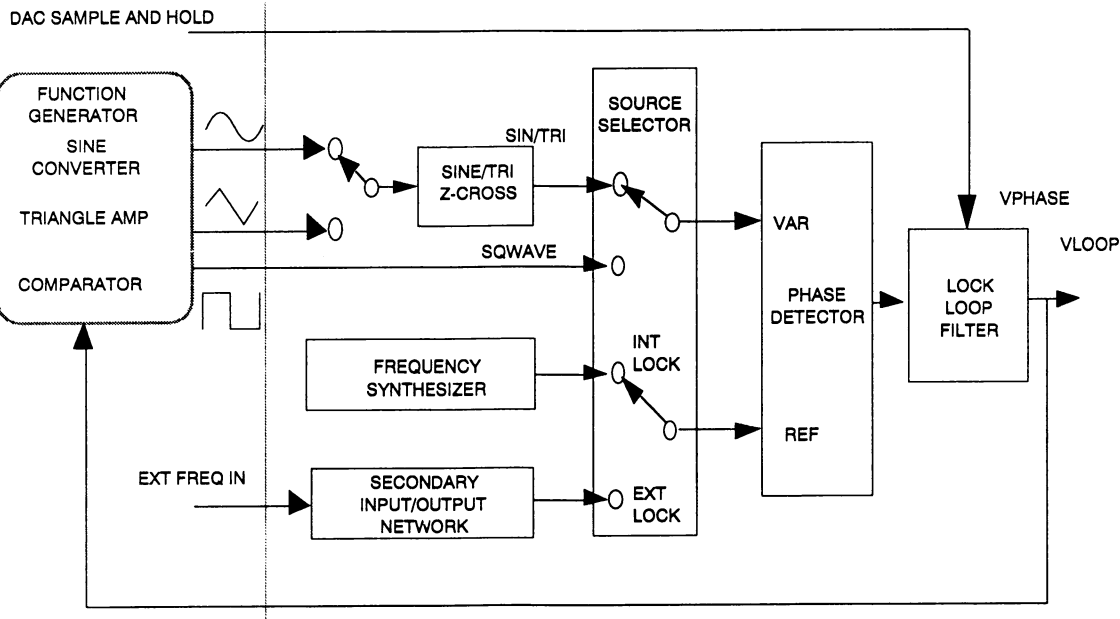 DAC SAMPLE AND HOLD
FUNCTION
GENERATOR
SINE
CONVERTER
TRIANGLE AMP
COMPARATOR
SIN/TRI
SINE/TRI
Z-CROSS
SQWAVE
SOURCE
SELECTOR
INT
LOCK
EXT
LOCK
FREQUENCY
SYNTHESIZER
EXT FREQ IN
SECONDARY
INPUT/OUTPUT
NETWORK
VAR
PHASE
DETECTOR
REF
VPHASE
VLOOP
LOCK
LOOP
FILTER